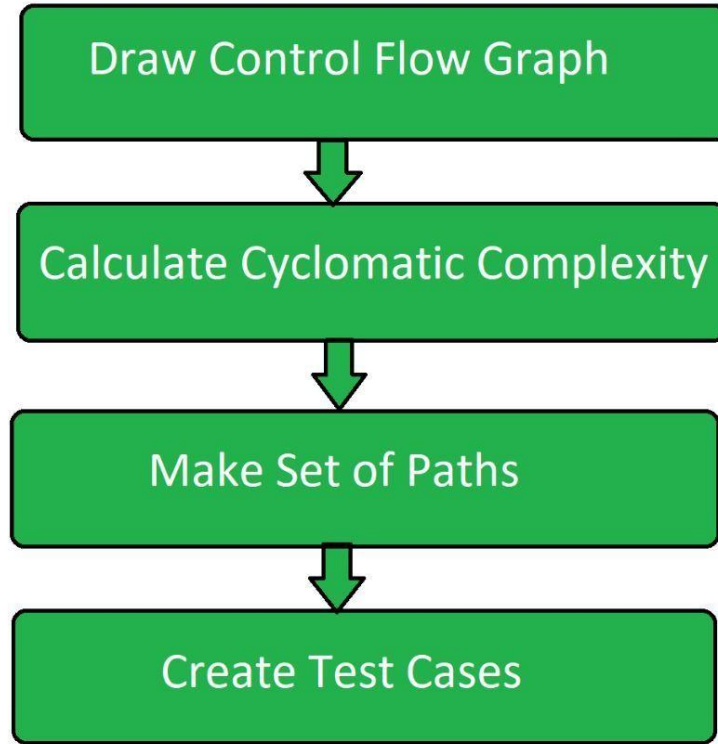 Draw Control Flow Graph
Calculate Cyclomatic Complexity
Make Set of Paths
Create Test Cases